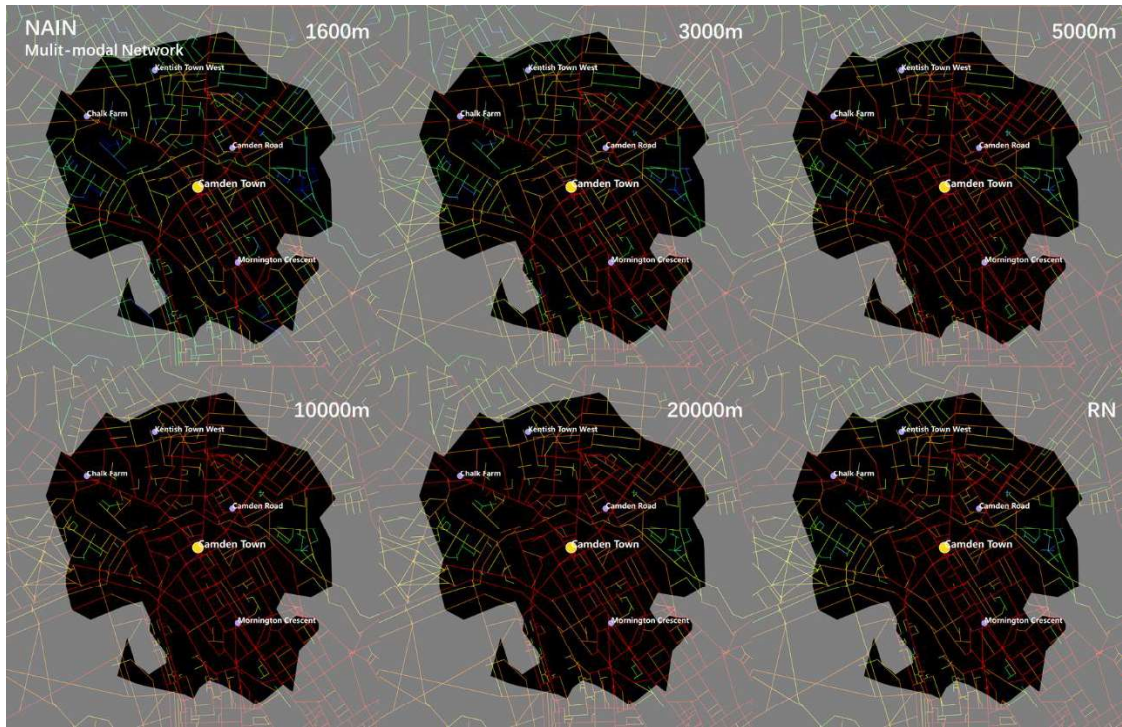 NAIN
Mulit-modal Network
1600m
Kentish Town West
Chalk Farm
Camden Road
Camden Town
Mornington Crescent
3000m
Kentish Town West
Chalk Farm
Camden Road
Camden Town
Mornington Crescent
5000m
Kentish Town West
Chalk Farm
Camden Road
Camden Town
Mornington Crescent
10000m
Kentish Town West
Chalk Farm
Camden Road
Camden Town
Mornington Crescent
20000m
Kentish Town West
Chalk Farm
Camden Road
Camden Town
Mornington Crescent
RN
Kentish Town West
Chalk Farm
Camden Road
Camden Town
Mornington Crescent